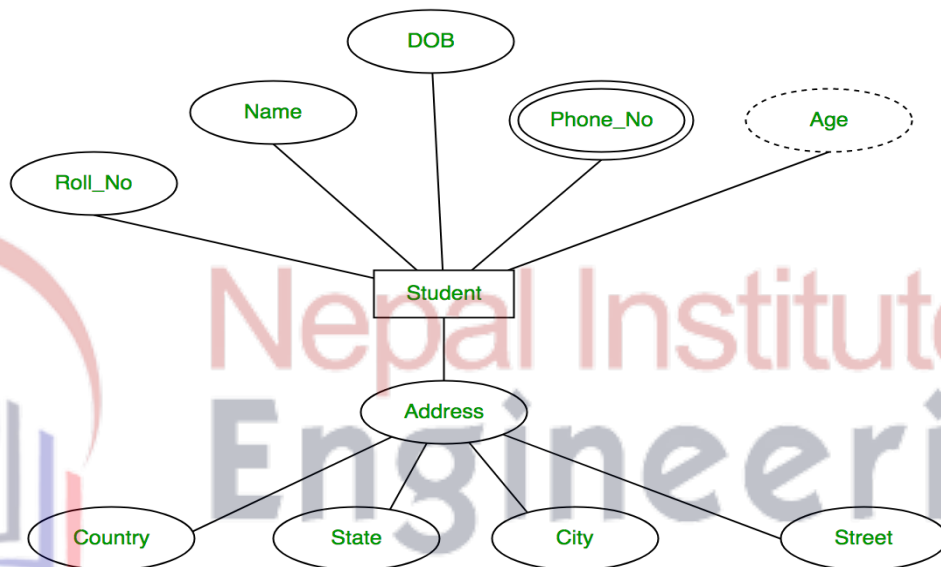 DOB
Name
Phone_No
Age
Roll_No
Student
Nepal Institute
Address
Engineeri
Country
State
City
Street